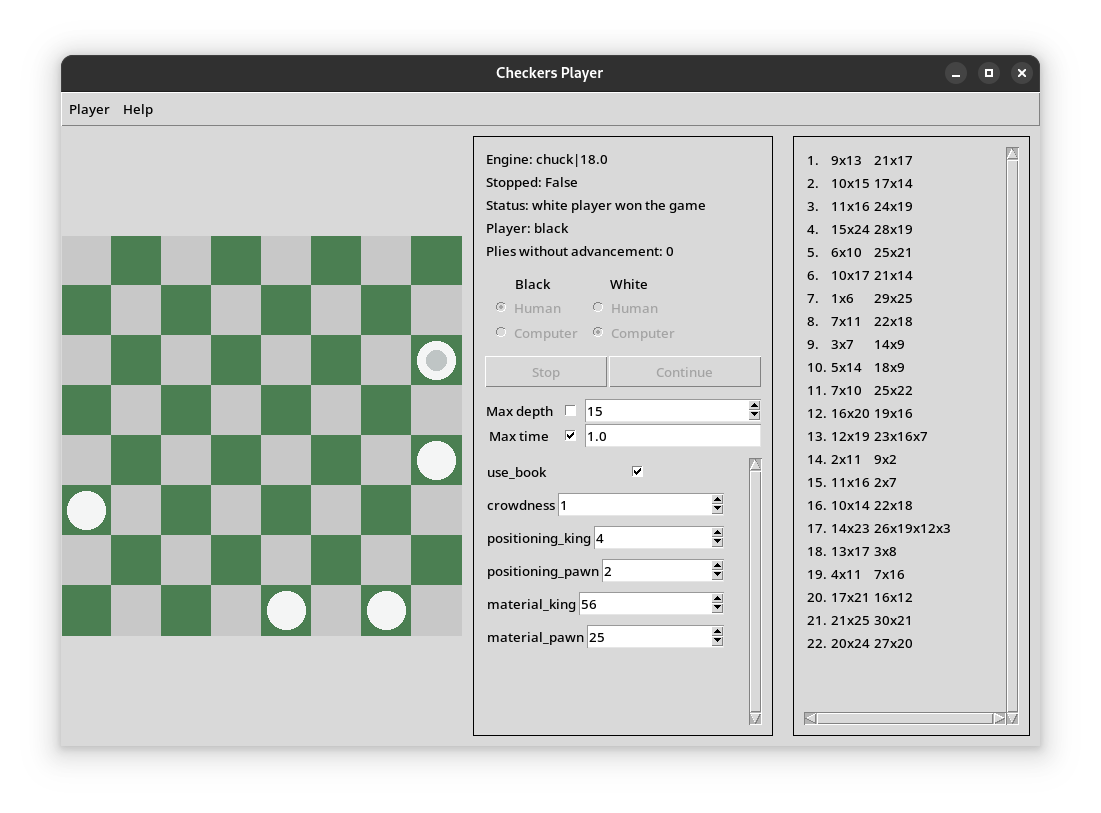 Checkers Player
Player Help
Engine: chuck|18.0
Stopped: False
Status: white player won the game
Player: black
Plies without advancement: 0
Black White
Human Human
Computer Computer
Stop Continue
Max depth 15
Max time 1.0
use_book
crowdness 1
positioning_king 4
positioning_pawn 2
material_king 56
material_pawn 25
1. 9x13 21x17
2. 10x15 17x14
3. 11x16 24x19
4. 15x24 28x19
5. 6x10 25x21
6. 10x17 21x14
7. 1x6 29x25
8. 7x11 22x18
9. 3x7 14x9
10. 5x14 18x9
11. 7x10 25x22
12. 16x20 19x16
13. 12x19 23x16x7
14. 2x11 9x2
15. 11x16 2x7
16. 10x14 22x18
17. 14x23 26x19x12x3
18. 13x17 3x8
19. 4x11 7x16
20. 17x21 16x12
21. 21x25 30x21
22. 20x24 27x20